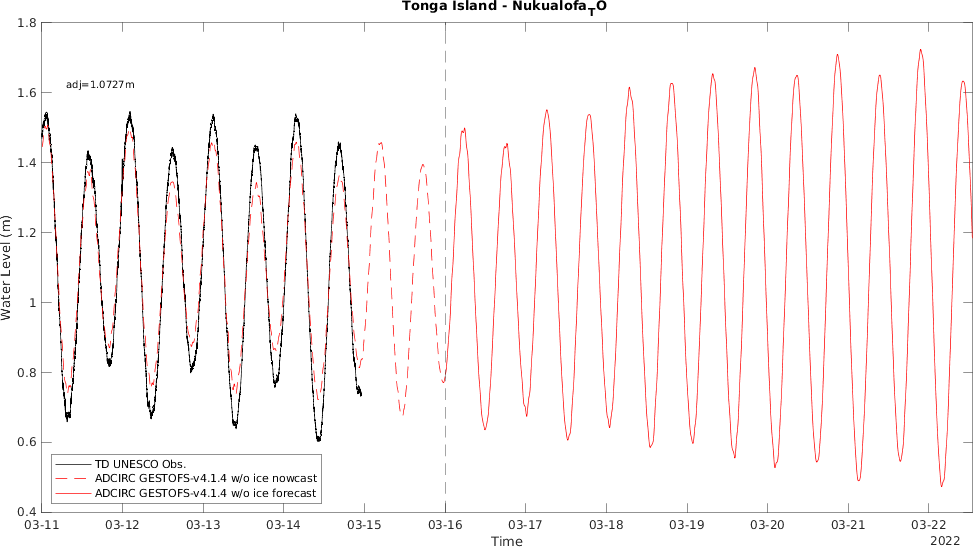 Tonga Island - NukualofaTO
adj=1.0727m
Water Level (m)
1.8
1.6
1.4
1.2
1
0.8
0.6
0.4
TD UNESCO Obs.
ADCIRC GESTOFS-v4.1.4 w/o ice nowcast
ADCIRC GESTOFS-v4.1.4 w/o ice forecast
03-11 03-12 03-13 03-14 03-15 03-16 03-17 03-18 03-19 03-20 03-21 03-22
Time
2022